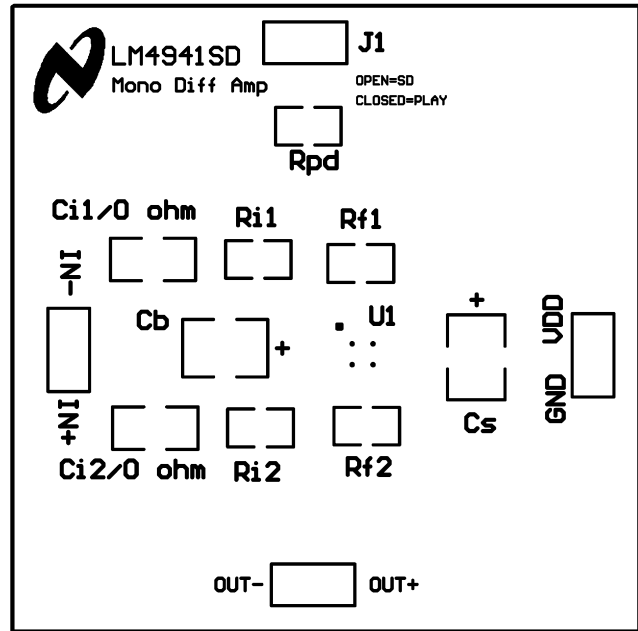 LM4941SD
Mono Diff Amp
J1
OPEN=SD
CLOSED=PLAY
Rpd
Ci1/0 ohm
Ri1
Rf1
-IN
Cb
+
U1
+
VDD
+IN
GND
Cs
Ci2/0 ohm
Ri2
Rf2
OUT-
OUT+